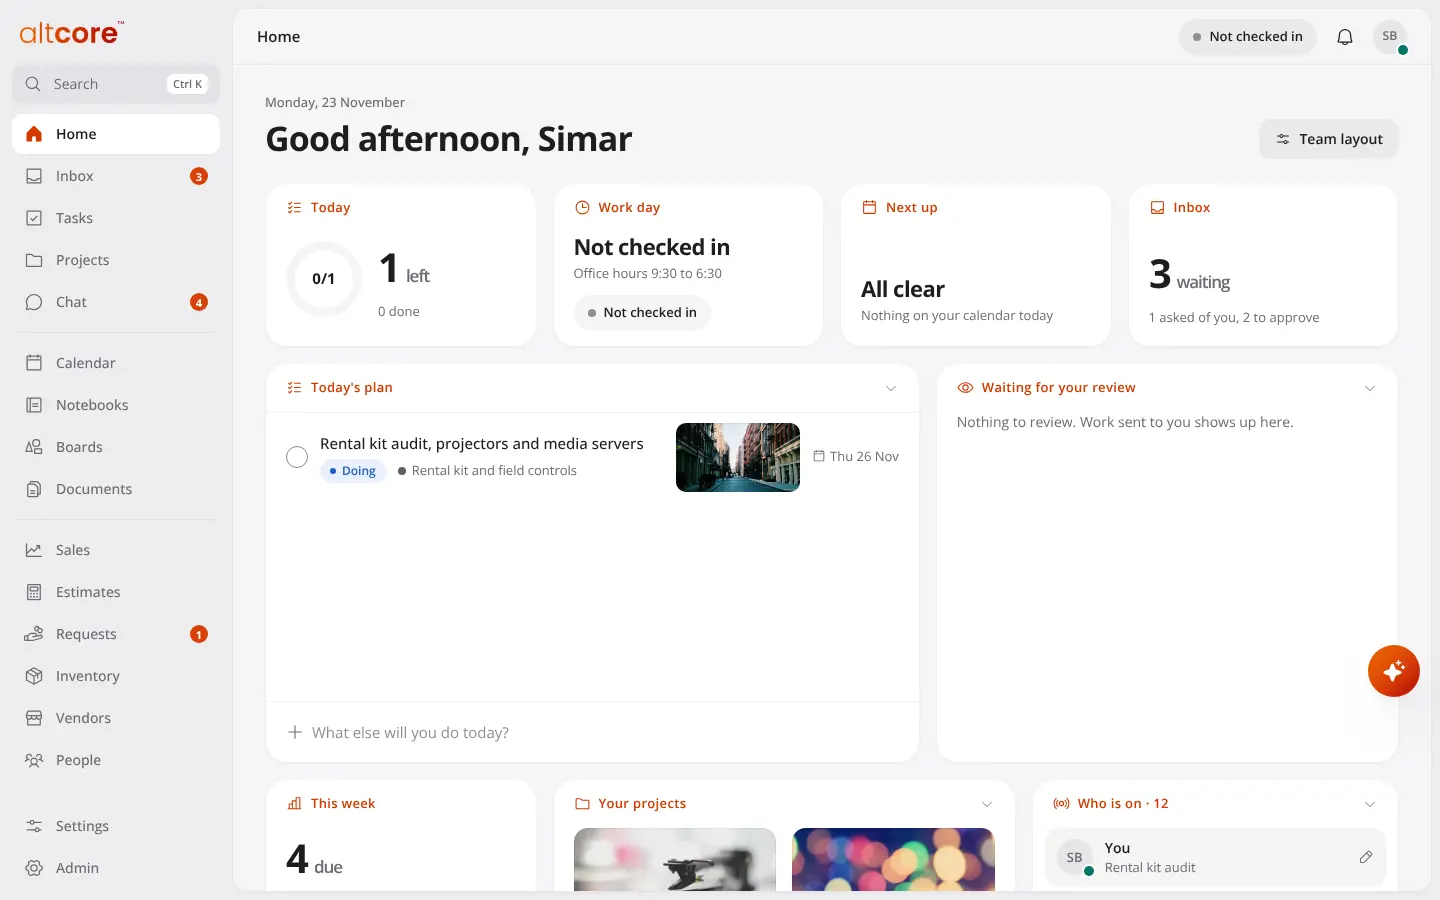 altcore™
Search
Ctrl K
Home
Inbox
3
Tasks
Projects
Chat
4
Calendar
Notebooks
Boards
Documents
Sales
Estimates
Requests
1
Inventory
Vendors
People
Settings
Admin
Home
Not checked in
SB
Monday, 23 November
Good afternoon, Simar
Team layout
Today
0/1
1 left
0 done
Work day
Not checked in
Office hours 9:30 to 6:30
Not checked in
Next up
All clear
Nothing on your calendar today
Inbox
3 waiting
1 asked of you, 2 to approve
Today's plan
Rental kit audit, projectors and media servers
Doing
Rental kit and field controls
Thu 26 Nov
What else will you do today?
Waiting for your review
Nothing to review. Work sent to you shows up here.
This week
4 due
Your projects
Who is on · 12
SB
You
Rental kit audit